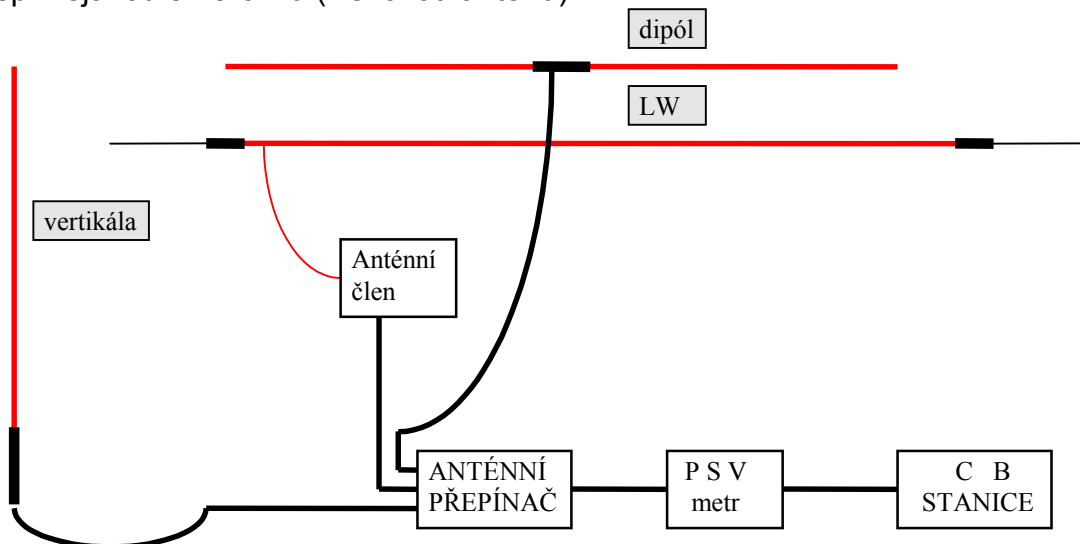 dipól
LW
vertikála
Anténní
člen
ANTÉNNÍ
PŘEPÍNAČ
P S V
metr
C B
STANICE